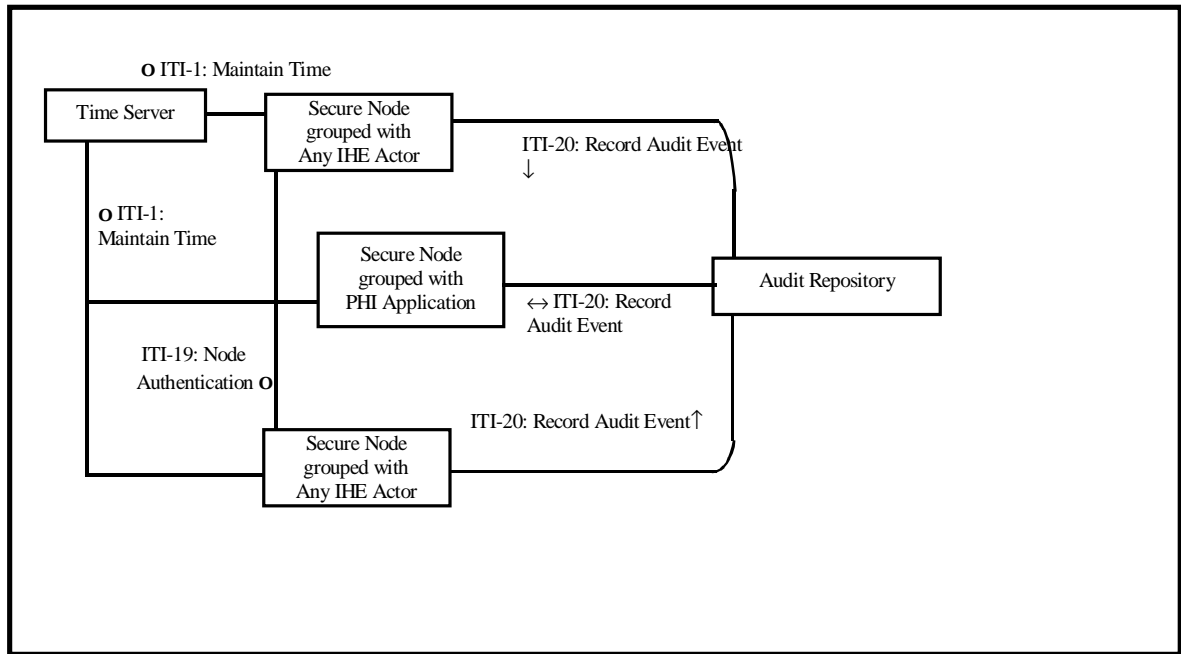 O ITI-1: Maintain Time
Time Server
Secure Node
grouped with
Any IHE Actor
ITI-20: Record Audit Event
↓
O ITI-1:
Maintain Time
Secure Node
grouped with
PHI Application
Audit Repository
↔ ITI-20: Record
Audit Event
ITI-19: Node
Authentication O
ITI-20: Record Audit Event↑
Secure Node
grouped with
Any IHE Actor